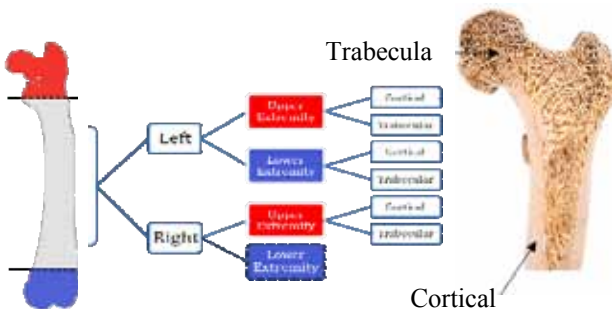 Trabecula
Left
Right
Upper
Extremity
Lower
Extremity
Upper
Extremity
Lower
Extremity
Cortical
Trabecular
Cortical
Trabecular
Cortical
Trabecular
Cortical